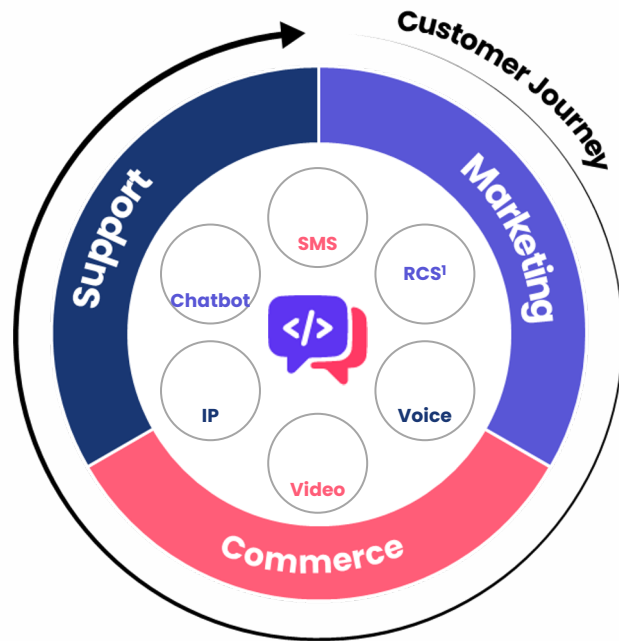 Customer Journey
support
Marketing
SMS
Chatbot
RCS¹
</>
IP
Voice
Video
Commerce